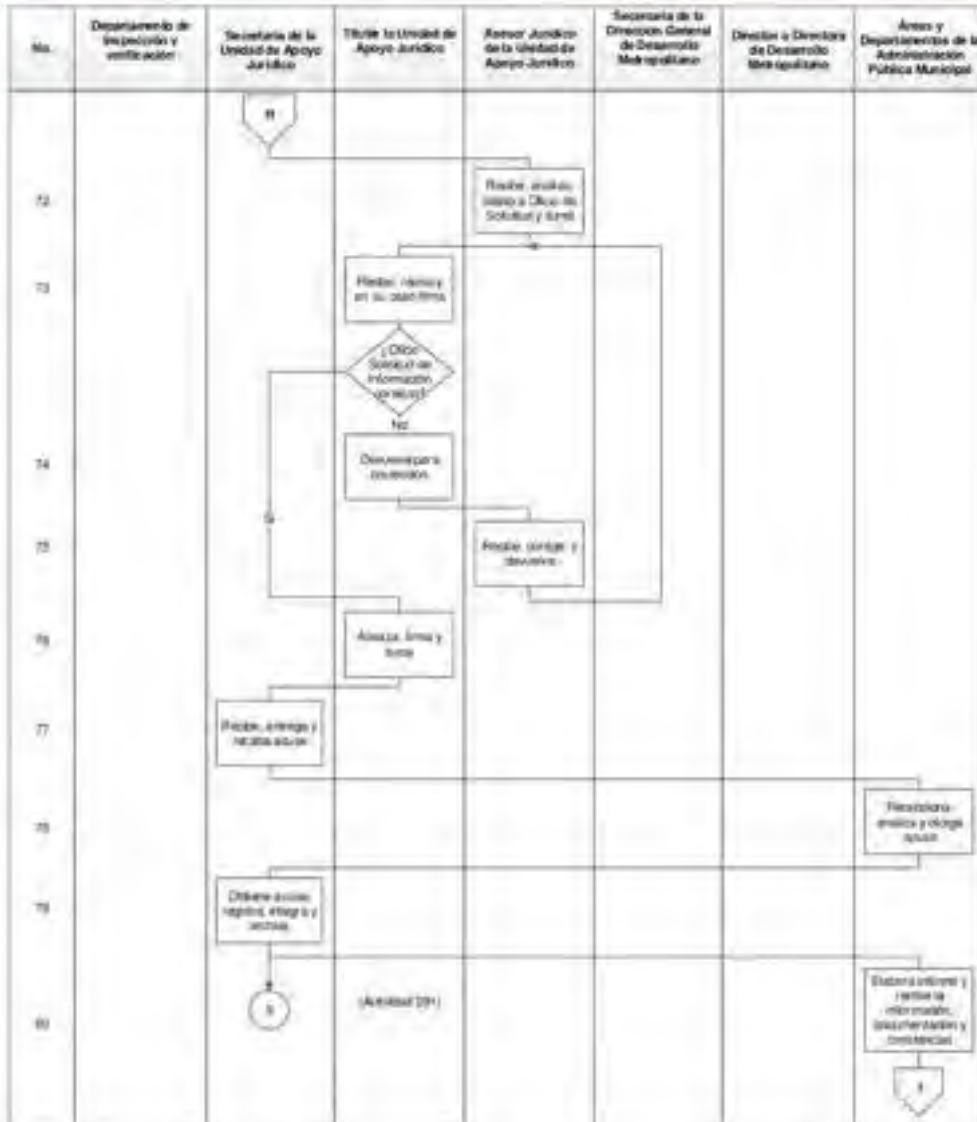 No.
Departamento de
Inspección y
verificación
Secretaria de la
Unidad de Apoyo
Jurídico
Titular la Unidad de
Apoyo Jurídico
Asesor Jurídico
de la Unidad de
Apoyo Jurídico
Secretaria de la
Dirección General
de Desarrollo
Metropolitano
Director o Directora
de Desarrollo
Metropolitano
Áreas y
Departamentos de la
Administración
Pública Municipal
R
72
Recibe, analiza,
Oficio de
Solicitud y turna
73
Recibe, revisa y
en su caso firma
¿Oficio
Solicitud de
Información
correcto?
No
74
Devuelve para
corrección
Si
75
Recibe, corrige y
devuelve
76
Avanza, firma y
turna
77
Recibe, entrega y
recaba acuse
78
Recepciona,
analiza y otorga
acuse
79
Obtiene acuse,
registra, integra y
archiva
S
80
Elabora informe y
remite la
información,
documentación y
constancias